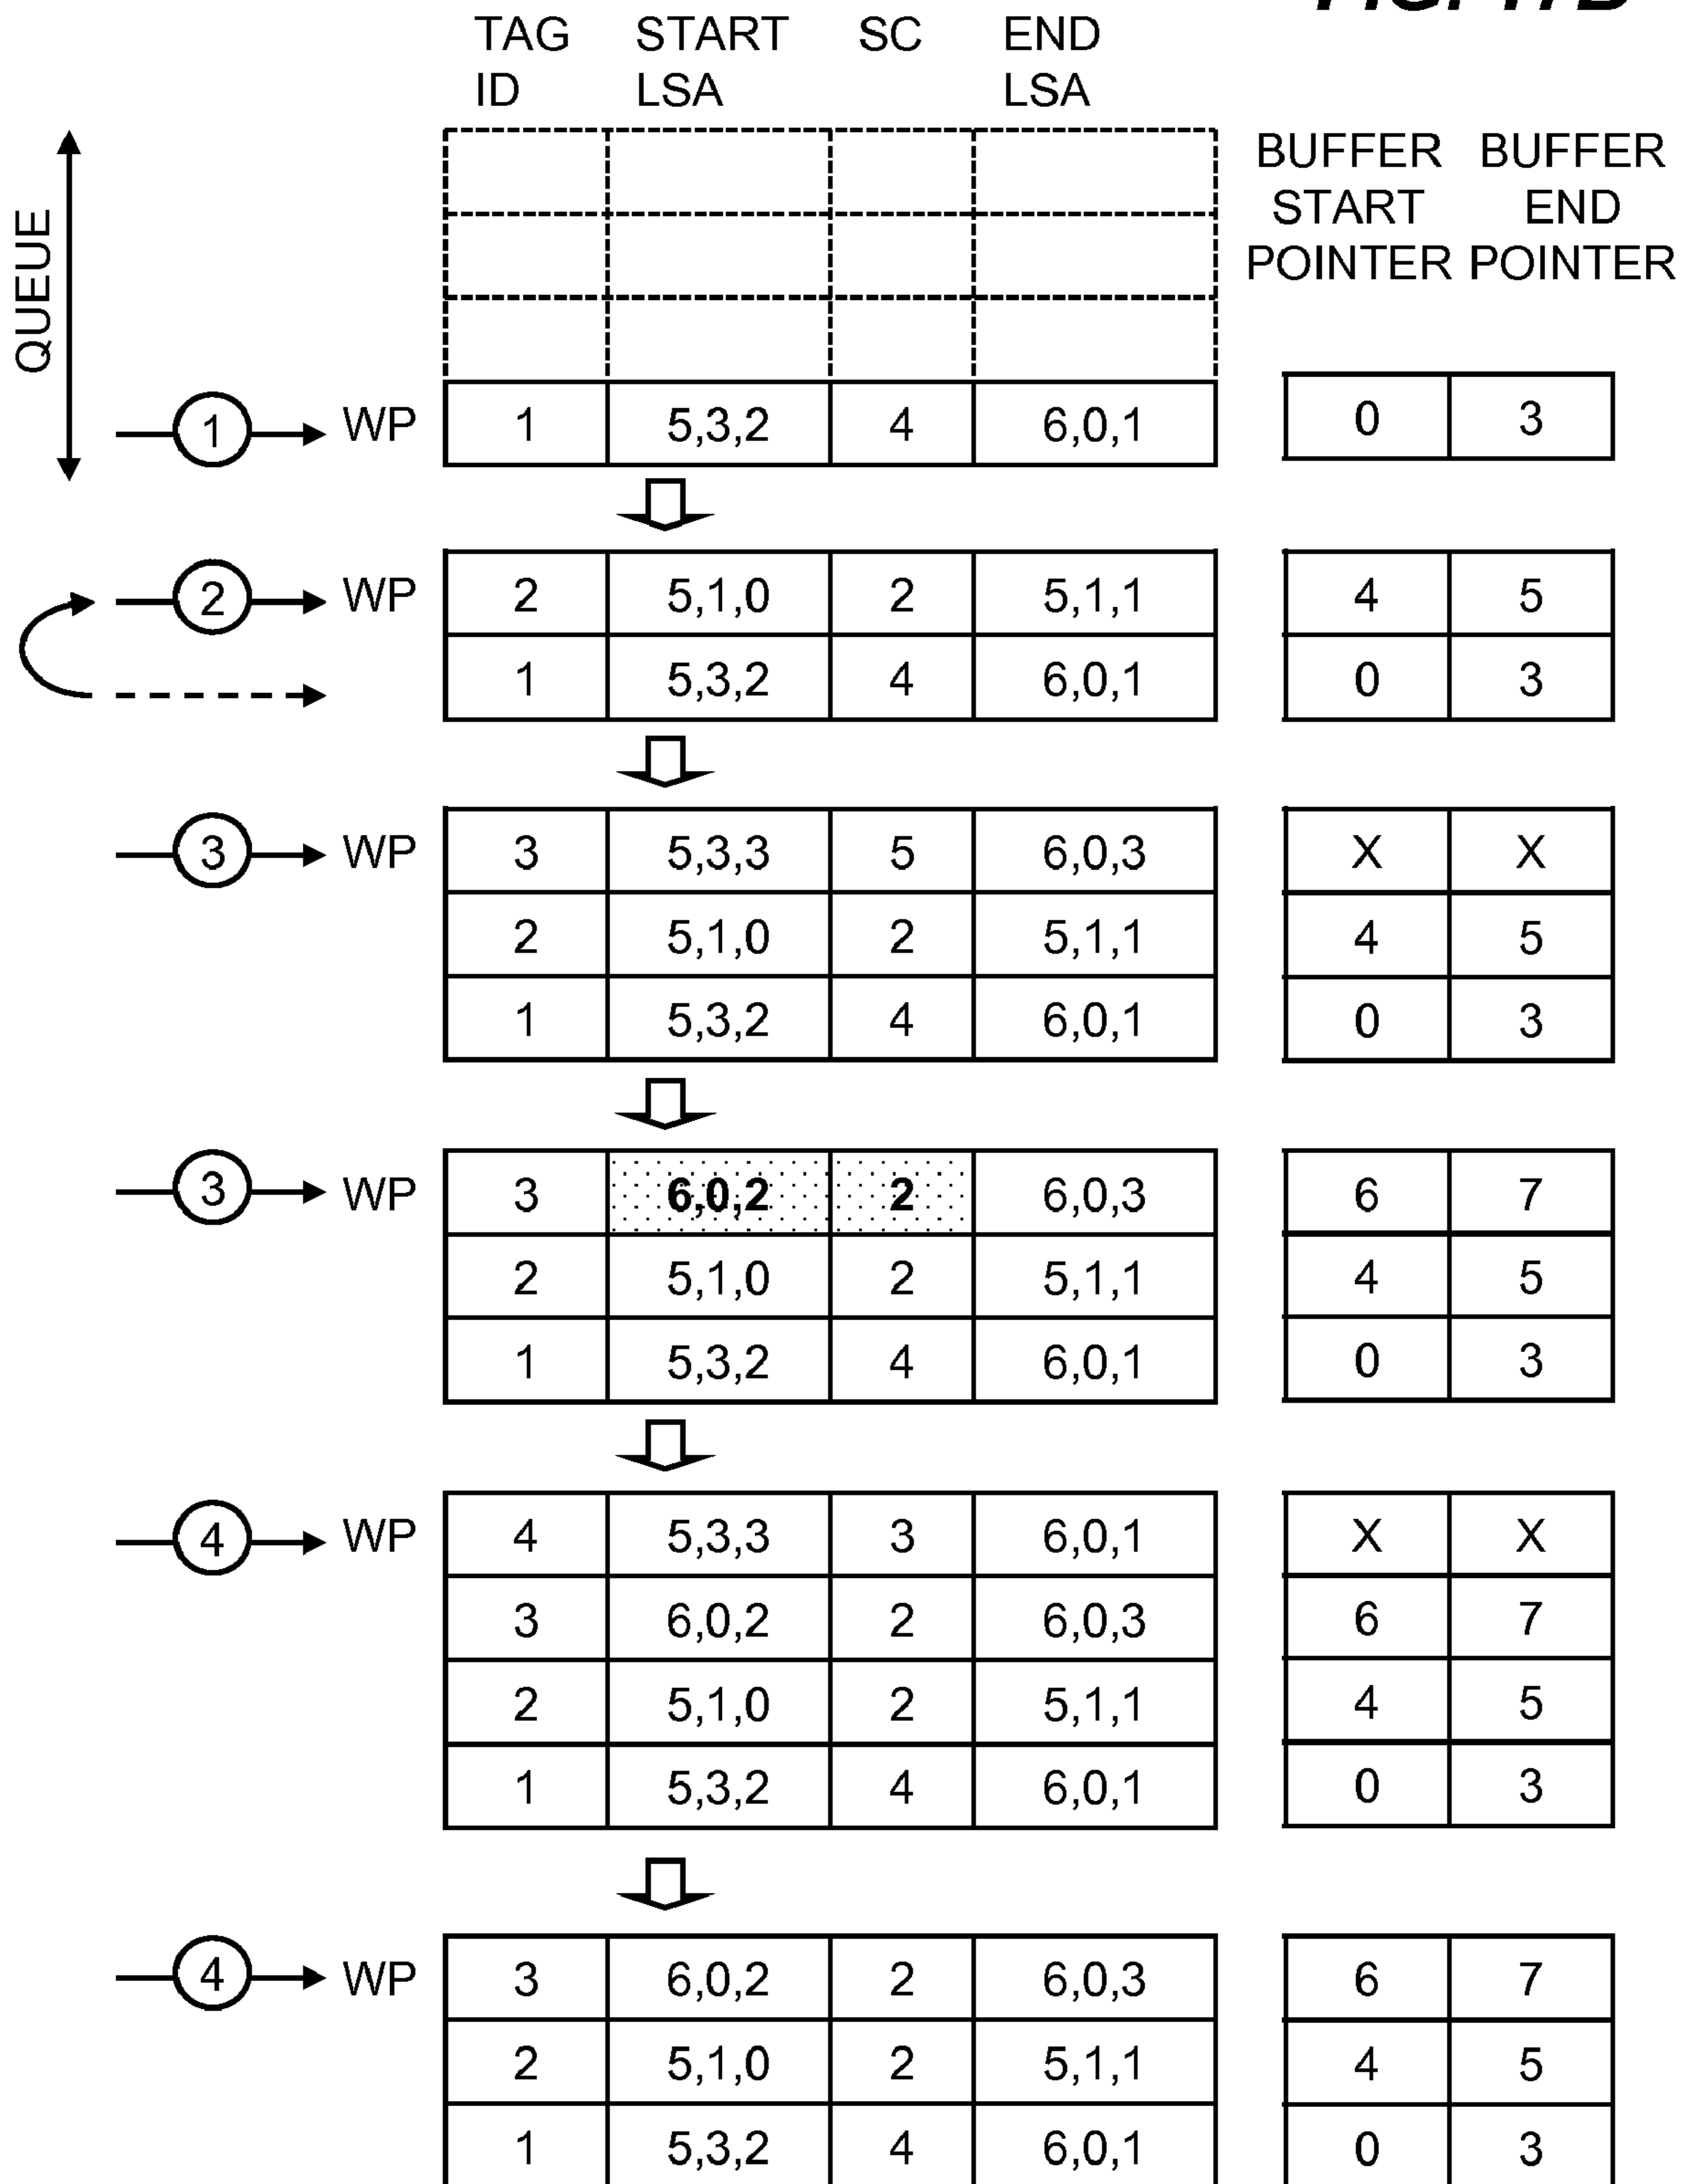 TAG START SC END
ID LSA LSA
BUFFER BUFFER
START END
POINTER POINTER
QUEUE
1 WP 1 5,3,2 4 6,0,1 0 3
2 WP 2 5,1,0 2 5,1,1 4 5
1 5,3,2 4 6,0,1 0 3
3 WP 3 5,3,3 5 6,0,3 X X
2 5,1,0 2 5,1,1 4 5
1 5,3,2 4 6,0,1 0 3
3 WP 3 6,0,2 2 6,0,3 6 7
2 5,1,0 2 5,1,1 4 5
1 5,3,2 4 6,0,1 0 3
4 WP 4 5,3,3 3 6,0,1 X X
3 6,0,2 2 6,0,3 6 7
2 5,1,0 2 5,1,1 4 5
1 5,3,2 4 6,0,1 0 3
4 WP 3 6,0,2 2 6,0,3 6 7
2 5,1,0 2 5,1,1 4 5
1 5,3,2 4 6,0,1 0 3